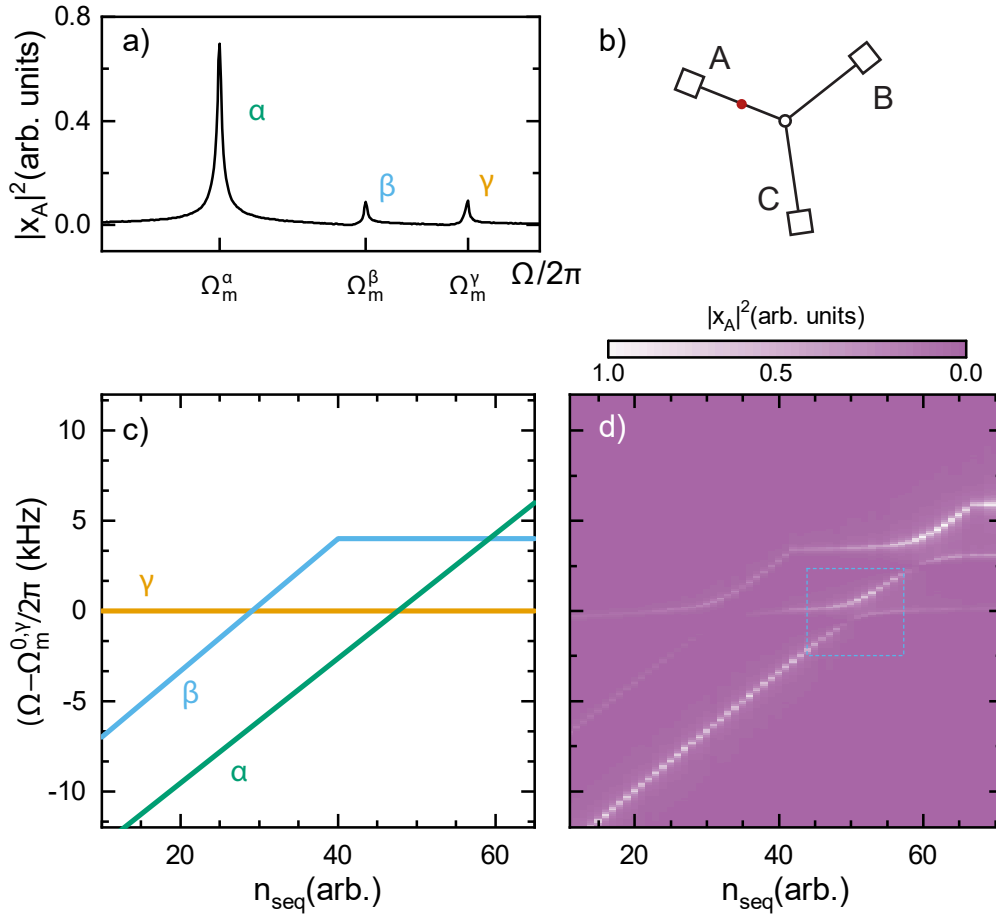 a)
|x_A|^2(arb. units)
0.8
0.4
0.0
α
β
γ
Ω_m^α
Ω_m^β
Ω_m^γ
Ω/2π
b)
A
B
C
|x_A|^2(arb. units)
1.0 0.5 0.0
c)
(Ω−Ω_m^{0,γ}/2π (kHz)
10
5
0
-5
-10
γ
β
α
20 40 60
n_seq(arb.)
d)
20 40 60
n_seq(arb.)